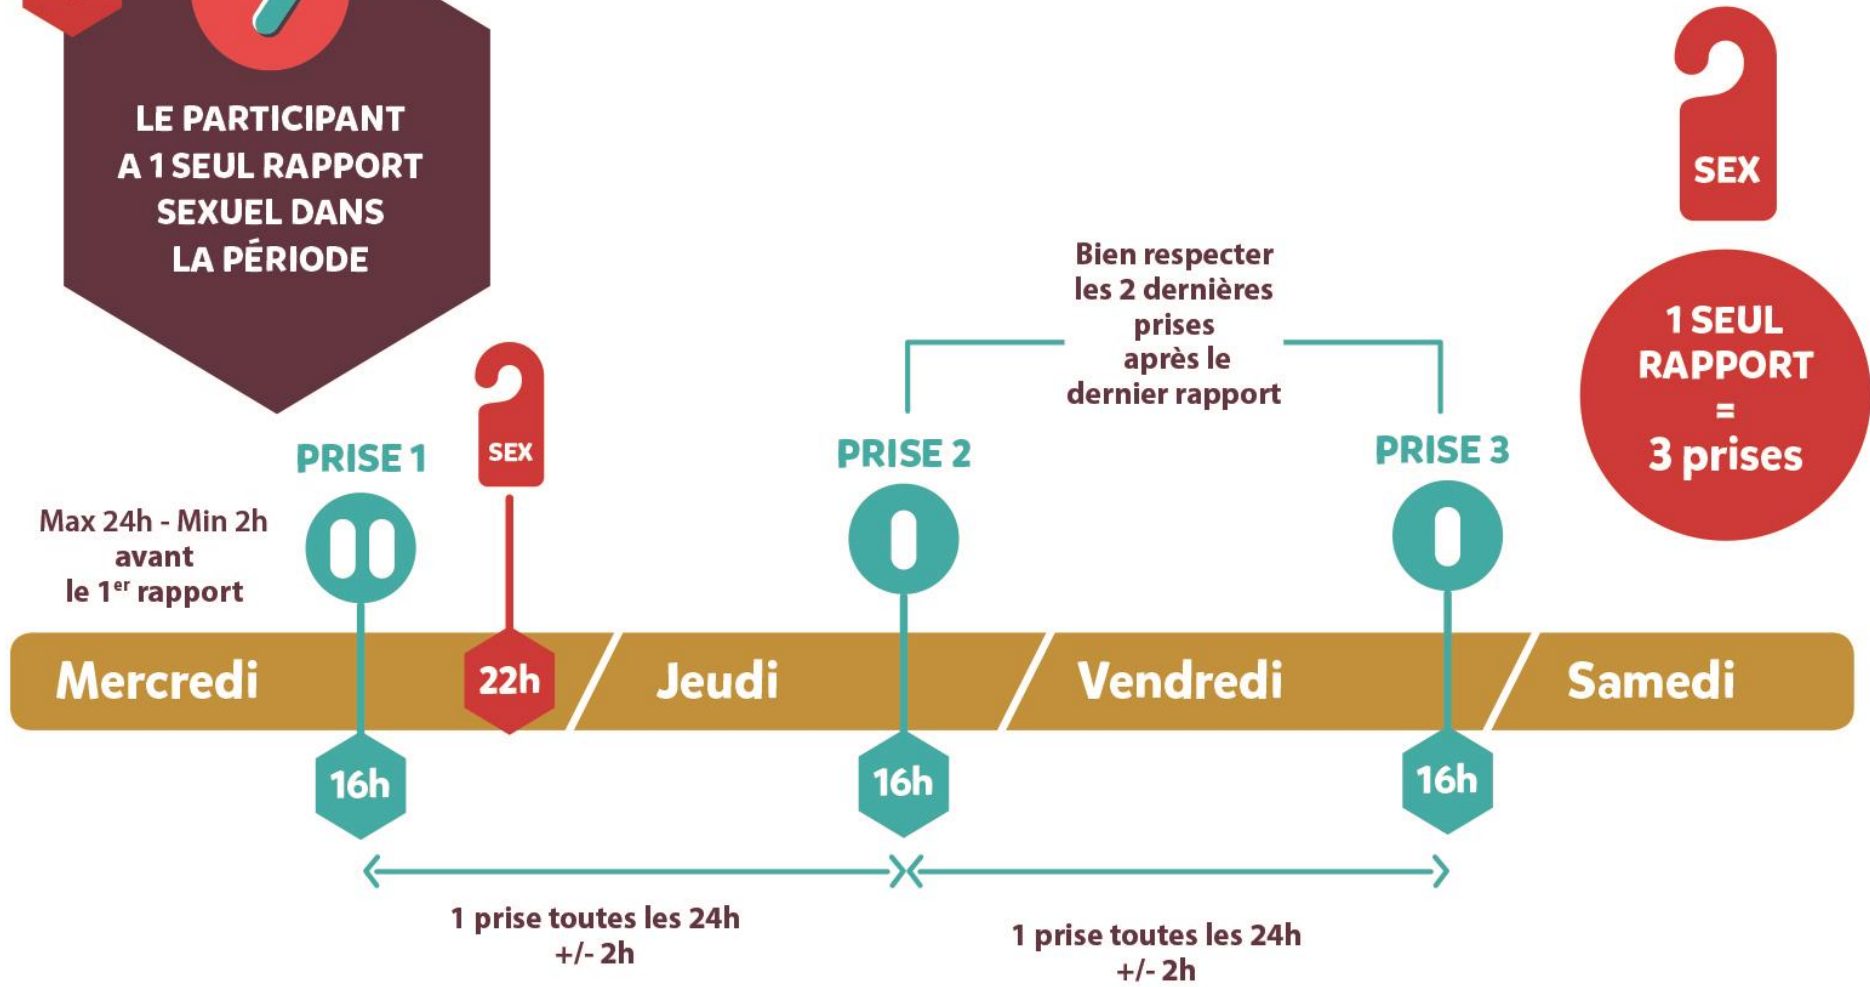 LE PARTICIPANT
A 1 SEUL RAPPORT
SEXUEL DANS
LA PÉRIODE
SEX
1 SEUL
RAPPORT
=
3 prises
Bien respecter
les 2 dernières
prises
après le
dernier rapport
PRISE 1
SEX
PRISE 2
PRISE 3
Max 24h - Min 2h
avant
le 1er rapport
Mercredi
22h
Jeudi
Vendredi
Samedi
16h
16h
16h
1 prise toutes les 24h
+/- 2h
1 prise toutes les 24h
+/- 2h